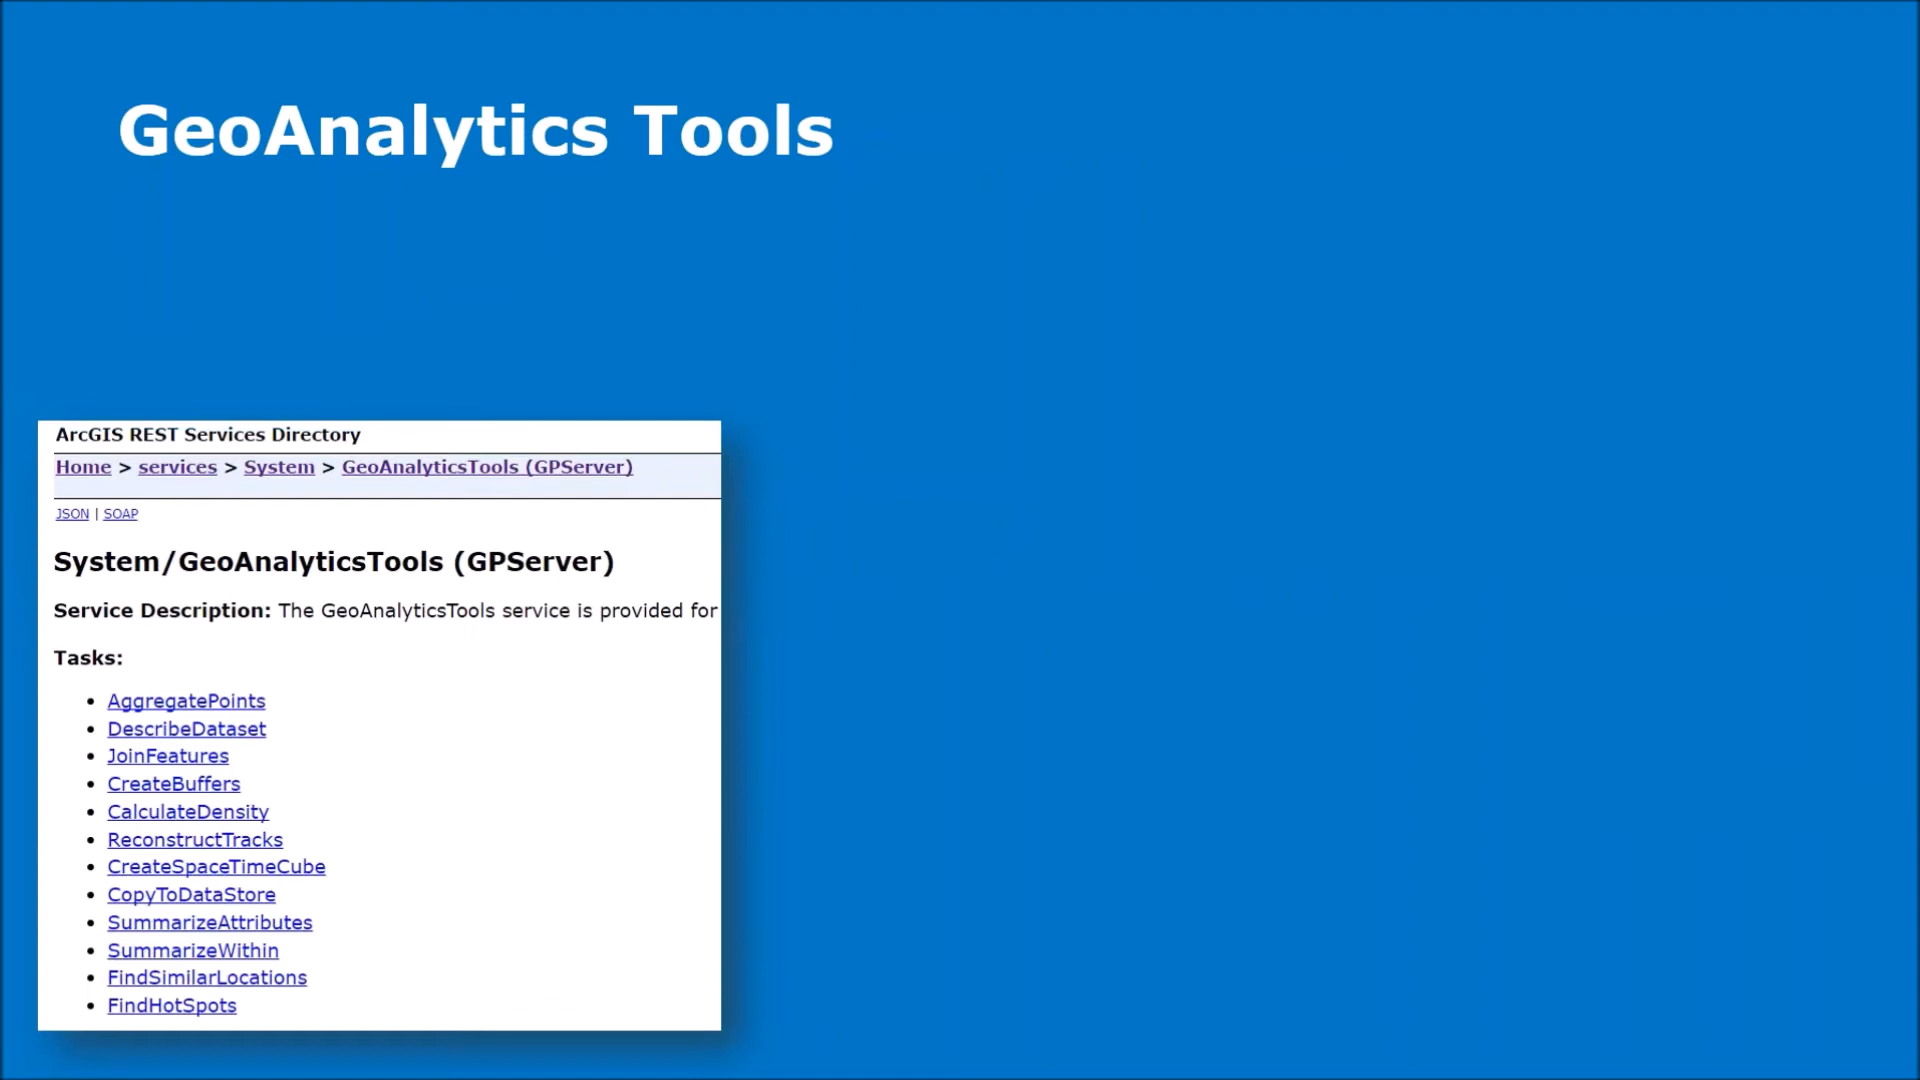 GeoAnalytics Tools
ArcGIS REST Services Directory
Home > services > System > GeoAnalyticsTools (GPServer)
JSON | SOAP
System/GeoAnalyticsTools (GPServer)
Service Description: The GeoAnalyticsTools service is provided for
Tasks:
• AggregatePoints
• DescribeDataset
• JoinFeatures
• CreateBuffers
• CalculateDensity
• ReconstructTracks
• CreateSpaceTimeCube
• CopyToDataStore
• SummarizeAttributes
• SummarizeWithin
• FindSimilarLocations
• FindHotSpots